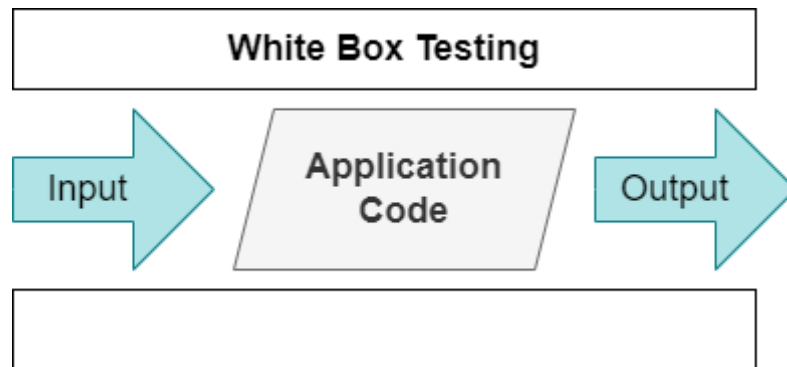 White Box Testing
Input
Application
Code
Output